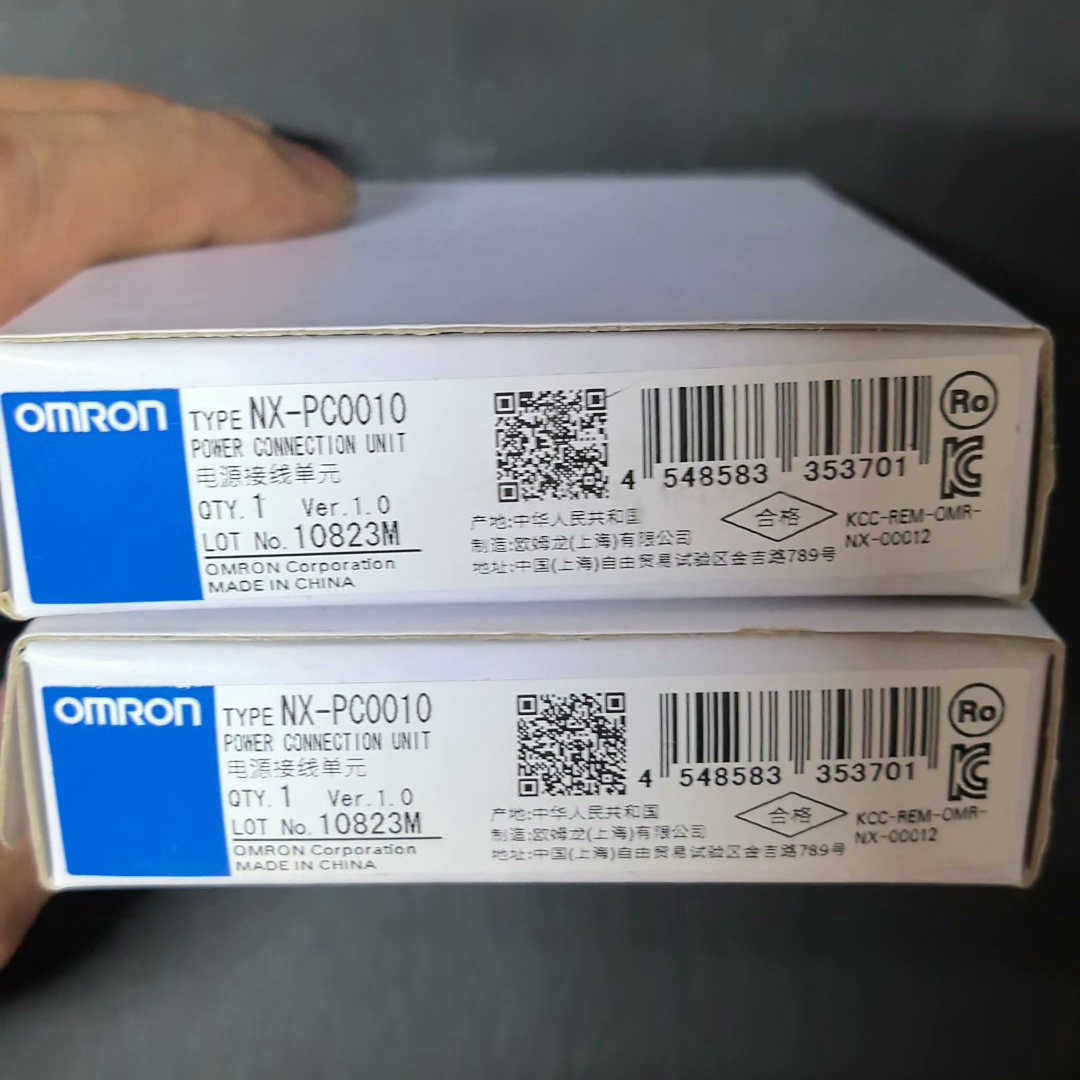 OMRON
TYPE NX-PC0010
POWER CONNECTION UNIT
电源接线单元
QTY. 1 Ver.1.0
LOT No. 10823M
OMRON Corporation
MADE IN CHINA
4 548583 353701
产地:中华人民共和国
制造:欧姆龙(上海)有限公司
地址:中国(上海)自由贸易试验区金吉路789号
合格
Ro
KCC-REM-OMR-
NX-00012
OMRON
TYPE NX-PC0010
POWER CONNECTION UNIT
电源接线单元
QTY. 1 Ver.1.0
LOT No. 10823M
OMRON Corporation
MADE IN CHINA
4 548583 353701
产地:中华人民共和国
制造:欧姆龙(上海)有限公司
地址:中国(上海)自由贸易试验区金吉路789号
合格
Ro
KCC-REM-OMR-
NX-00012